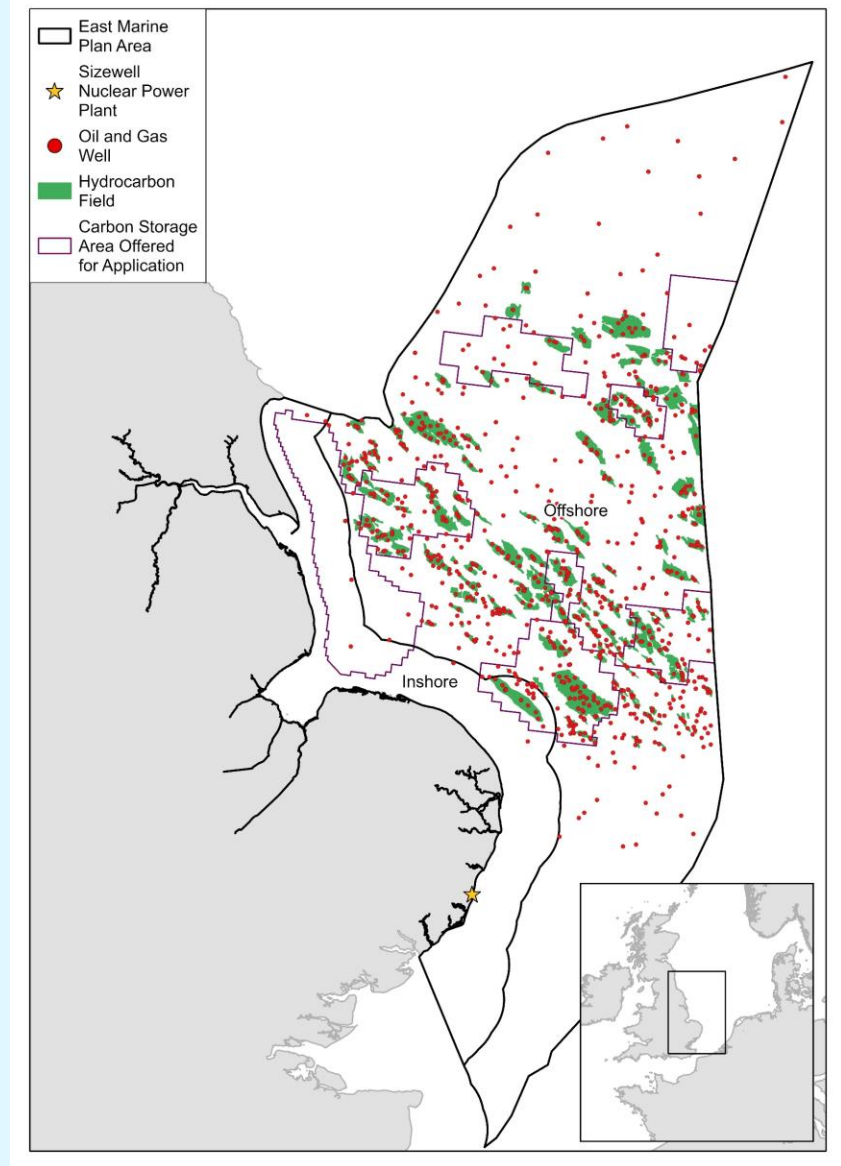 East Marine
Plan Area
Sizewell
Nuclear Power
Plant
Oil and Gas
Well
Hydrocarbon
Field
Carbon Storage
Area Offered
for Application
Offshore
Inshore